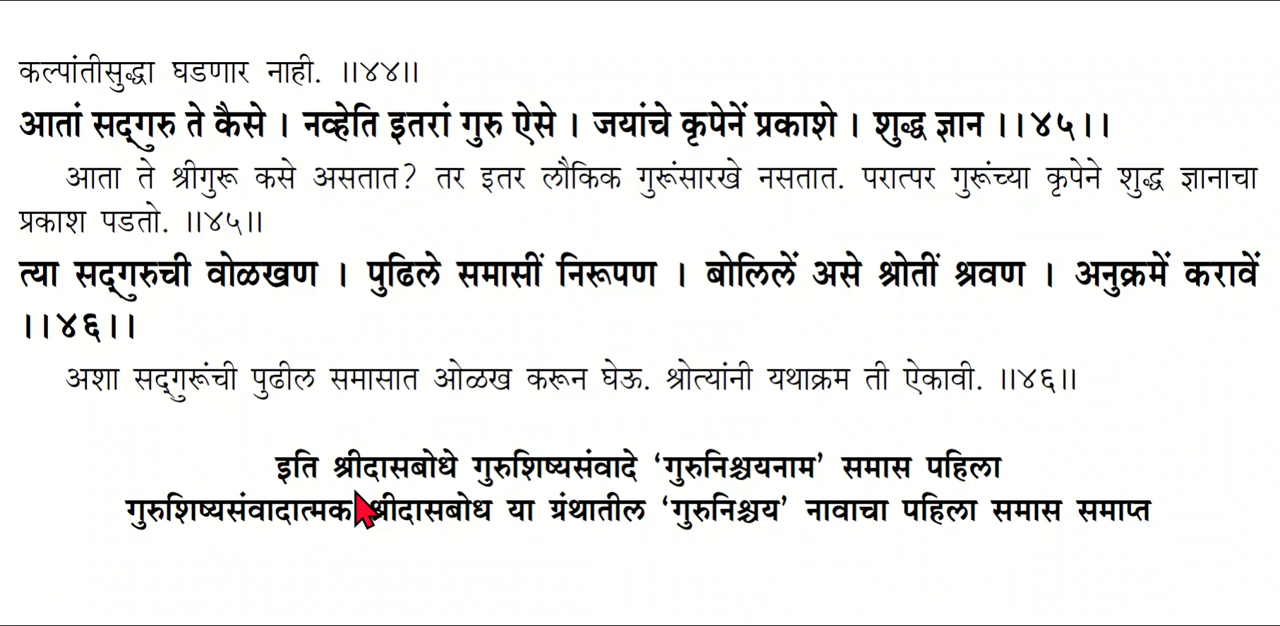 कल्पांतीसुद्धा घडणार नाही. ॥४४॥
आतां सद्‌गुरु ते कैसे । नव्हेति इतरां गुरु ऐसे । जयांचे कृपेनें प्रकाशे । शुद्ध ज्ञान ।।४५।।
आता ते श्रीगुरू कसे असतात? तर इतर लौकिक गुरूंसारखे नसतात. परात्पर गुरूंच्या कृपेने शुद्ध ज्ञानाचा
प्रकाश पडतो. ॥४५॥
त्या सद्‌गुरुची वोळखण । पुढिले समासीं निरूपण । बोलिलें असे श्रोतीं श्रवण । अनुक्रमें करावें
।।४६।।
अशा सद्‌गुरूंची पुढील समासात ओळख करून घेऊ. श्रोत्यांनी यथाक्रम ती ऐकावी. ॥४६॥
इति श्रीदासबोधे गुरुशिष्यसंवादे ‘गुरुनिश्चयनाम’ समास पहिला
गुरुशिष्यसंवादात्मक श्रीदासबोध या ग्रंथातील ‘गुरुनिश्चय’ नावाचा पहिला समास समाप्त